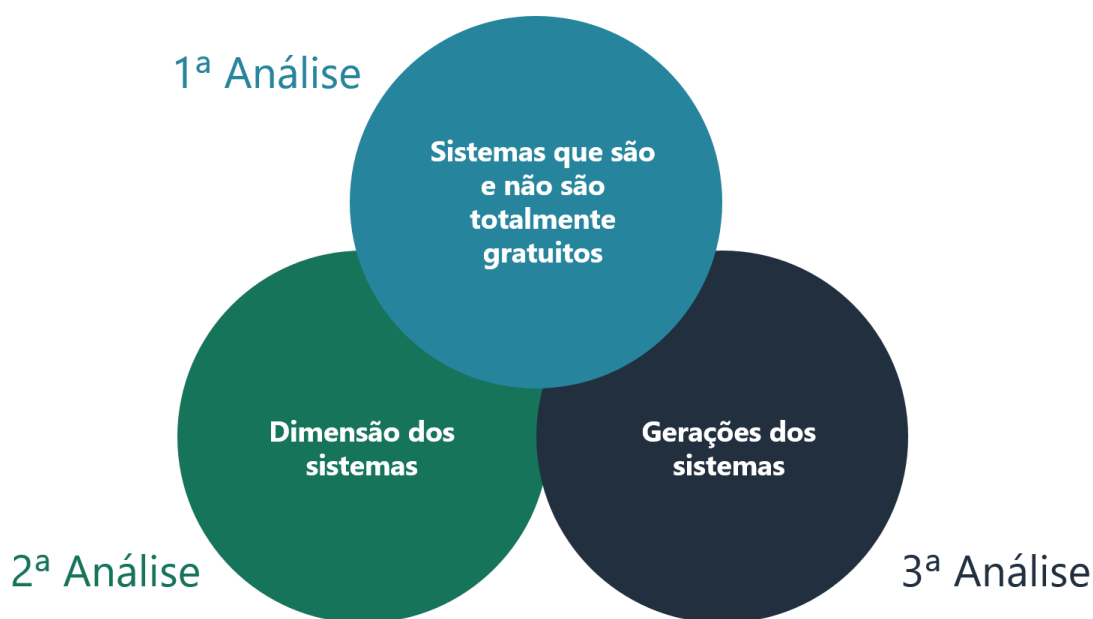 1ª Análise
Sistemas que são
e não são
totalmente
gratuitos
Dimensão dos
sistemas
Gerações dos
sistemas
2ª Análise
3ª Análise